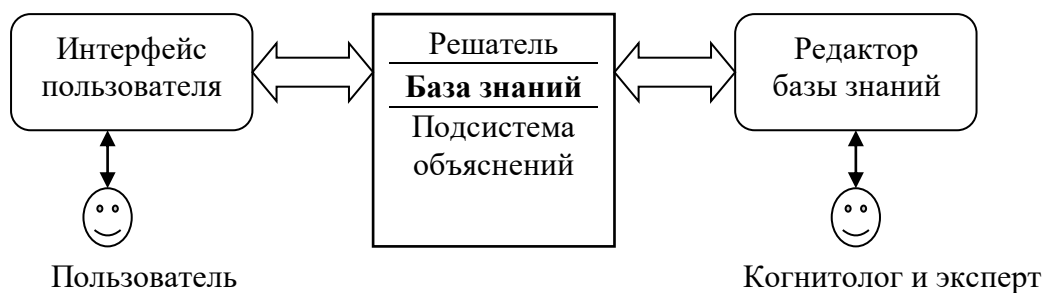 Интерфейс
пользователя
Решатель
База знаний
Подсистема
объяснений
Редактор
базы знаний
Пользователь
Когнитолог и эксперт